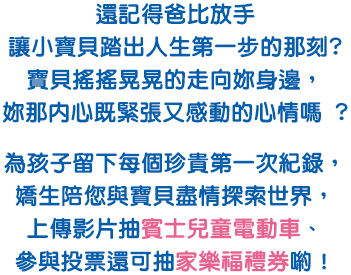 還記得爸比放手
讓小寶貝踏出人生第一步的那刻?
寶貝搖搖晃晃的走向妳身邊，
妳那內心既緊張又感動的心情嗎 ？
為孩子留下每個珍貴第一次紀錄，
嬌生陪您與寶貝盡情探索世界，
上傳影片抽賓士兒童電動車、
參與投票還可抽家樂福禮券喲！